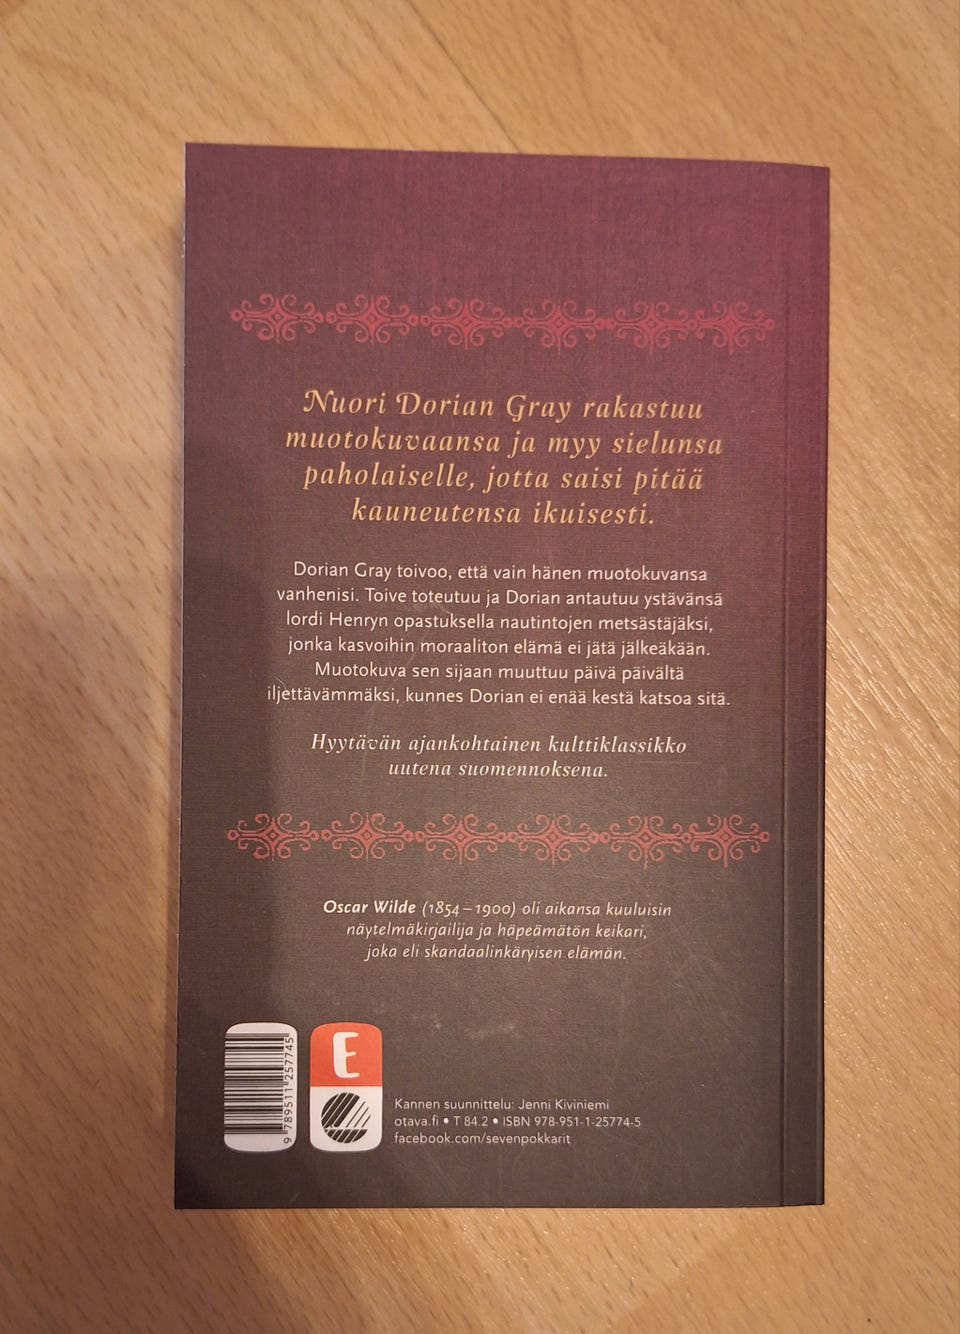 Nuori Dorian Gray rakastuu
muotokuvaansa ja myy sielunsa
paholaiselle, jotta saisi pitää
kauneutensa ikuisesti.
Dorian Gray toivoo, että vain hänen muotokuvansa
vanhenisi. Toive toteutuu ja Dorian antautuu ystävänsä
lordi Henryn opastuksella nautintojen metsästäjäksi,
jonka kasvoihin moraaliton elämä ei jätä jälkeäkään.
Muotokuva sen sijaan muuttuu päivä päivältä
iljettävämmäksi, kunnes Dorian ei enää kestä katsoa sitä.
Hyytävän ajankohtainen kulttiklassikko
uutena suomennoksena.
Oscar Wilde (1854–1900) oli aikansa kuuluisin
näytelmäkirjailija ja häpeämätön keikari,
joka eli skandaalinkäryisen elämän.
9 789511 257745
E
Kannen suunnittelu: Jenni Kiviniemi
otava.fi • T 84.2 • ISBN 978-951-1-25774-5
facebook.com/sevenpokkarit